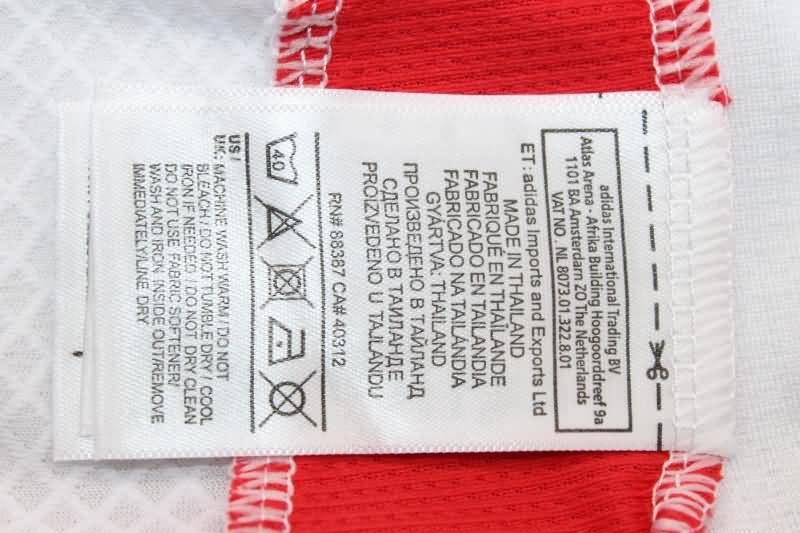 adidas International Trading BV
Atlas Arena - Afrika Building Hoogoorddreef 9a
1101 BA Amsterdam ZO The Netherlands
VAT NO. NL 8073.01.322.8.01
ET: adidas Imports and Exports Ltd
MADE IN THAILAND
FABRIQUÉ EN THAÏLANDE
FABRICADO EN TAILANDIA
FABRICADO NA TAILÂNDIA
GYÁRTVA: THAILAND
ПРОИЗВЕДЕНО В ТАЙЛАНД
СДЕЛАНО В ТАИЛАНДЕ
PROIZVEDENO U TAJLANDU
RN# 88387 CA# 40312
40
US /
UK: MACHINE WASH WARM / DO NOT
BLEACH / DO NOT TUMBLE DRY / COOL
IRON IF NEEDED / DO NOT DRY CLEAN
DO NOT USE FABRIC SOFTENER/
WASH AND IRON INSIDE OUT/REMOVE
IMMEDIATELY/LINE DRY